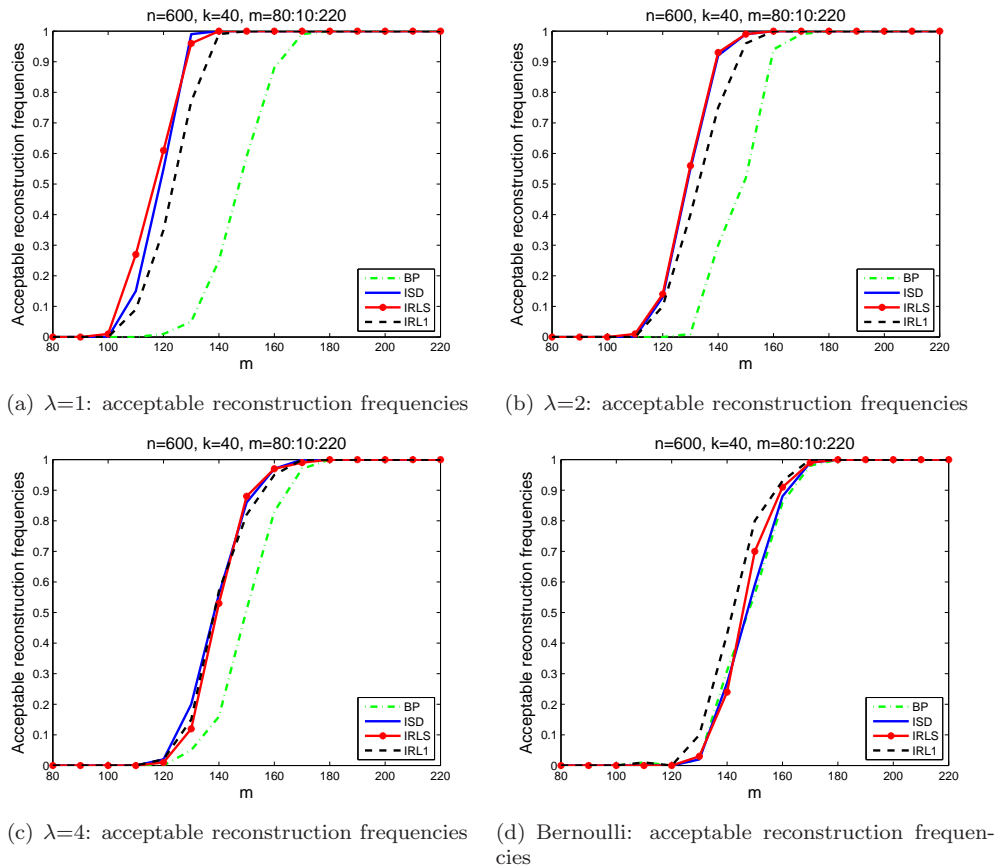 n=600, k=40, m=80:10:220
Acceptable reconstruction frequencies
1
0.9
0.8
0.7
0.6
0.5
0.4
0.3
0.2
0.1
0
80 100 120 140 160 180 200 220
m
BP
ISD
IRLS
IRL1
(a) λ=1: acceptable reconstruction frequencies
n=600, k=40, m=80:10:220
Acceptable reconstruction frequencies
1
0.9
0.8
0.7
0.6
0.5
0.4
0.3
0.2
0.1
0
80 100 120 140 160 180 200 220
m
BP
ISD
IRLS
IRL1
(b) λ=2: acceptable reconstruction frequencies
n=600, k=40, m=80:10:220
Acceptable reconstruction frequencies
1
0.9
0.8
0.7
0.6
0.5
0.4
0.3
0.2
0.1
0
80 100 120 140 160 180 200 220
m
BP
ISD
IRLS
IRL1
(c) λ=4: acceptable reconstruction frequencies
n=600, k=40, m=80:10:220
Acceptable reconstruction frequencies
1
0.9
0.8
0.7
0.6
0.5
0.4
0.3
0.2
0.1
0
80 100 120 140 160 180 200 220
m
BP
ISD
IRLS
IRL1
(d) Bernoulli: acceptable reconstruction frequen-
cies